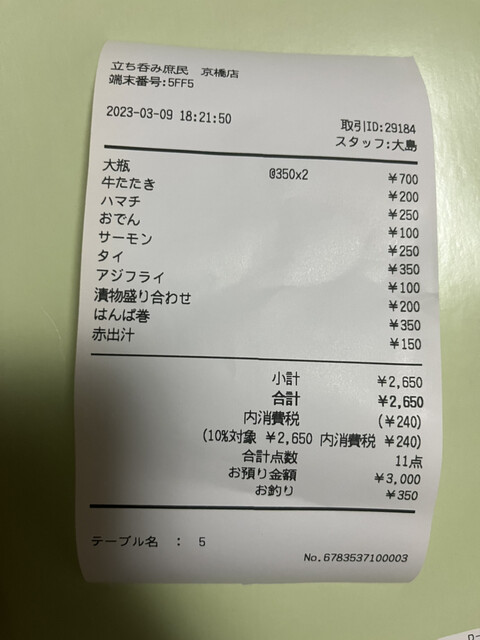 立ち呑み庶民 京橋店
端末番号:5FF5
2023-03-09 18:21:50
取引ID:29184
スタッフ:大島
大瓶 @350x2 ¥700
牛たたき ¥200
ハマチ ¥250
おでん ¥100
サーモン ¥250
タイ ¥350
アジフライ ¥100
漬物盛り合わせ ¥200
はんぱ巻 ¥350
赤出汁 ¥150
小計 ¥2,650
合計 ¥2,650
内消費税 (¥240)
(10%対象 ¥2,650 内消費税 ¥240)
合計点数 11点
お預り金額 ¥3,000
お釣り ¥350
テーブル名 : 5
No.6783537100003